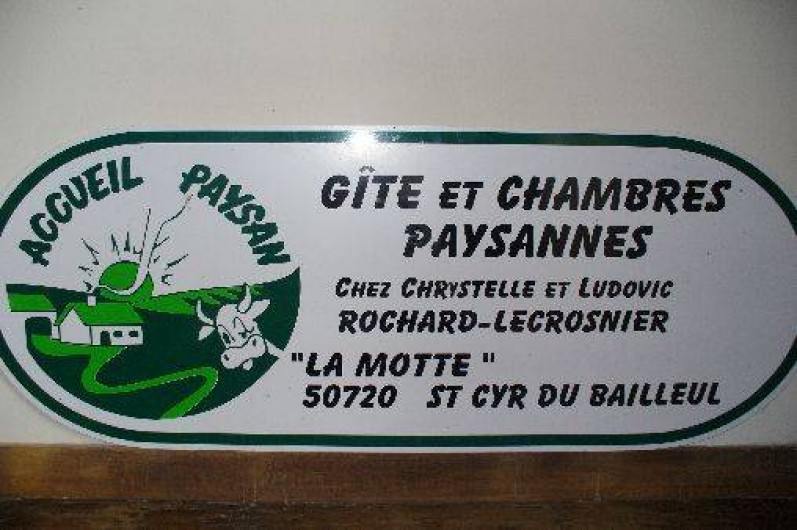 ACCUEIL PAYSAN
GÎTE ET CHAMBRES
PAYSANNES
CHEZ CHRYSTELLE ET LUDOVIC
ROCHARD-LECROSNIER
"LA MOTTE "
50720 ST CYR DU BAILLEUL